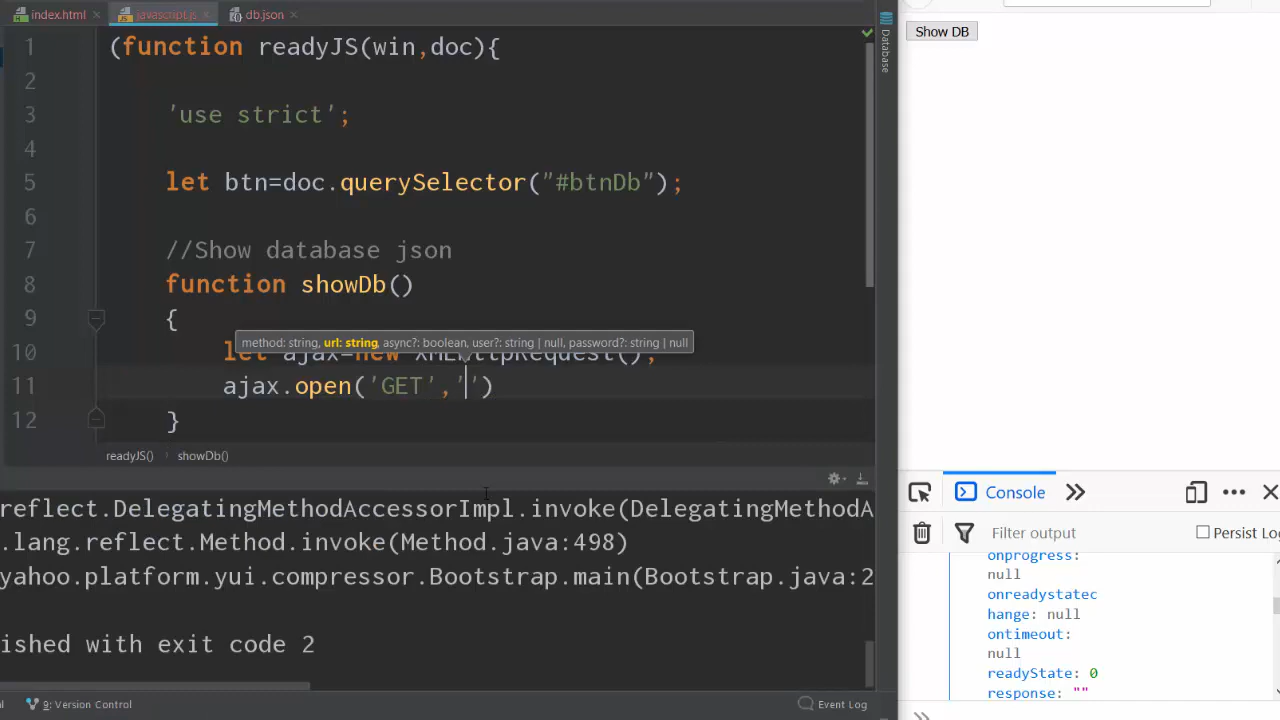 index.html
javascript.js
db.json
1 (function readyJS(win,doc){
2
3 'use strict';
4
5 let btn=doc.querySelector("#btnDb");
6
7 //Show database json
8 function showDb()
9 {
method: string, url: string, async?: boolean, user?: string | null, password?: string | null
10 let ajax=new XMLHttpRequest();
11 ajax.open('GET','')
12 }
readyJS() showDb()
reflect.DelegatingMethodAccessorImpl.invoke(DelegatingMethodA
.lang.reflect.Method.invoke(Method.java:498)
yahoo.platform.yui.compressor.Bootstrap.main(Bootstrap.java:2
ished with exit code 2
9: Version Control
Event Log
Database
Show DB
Console
Filter output
Persist Log
onprogress:
null
onreadystatec
hange: null
ontimeout:
null
readyState: 0
response: ""